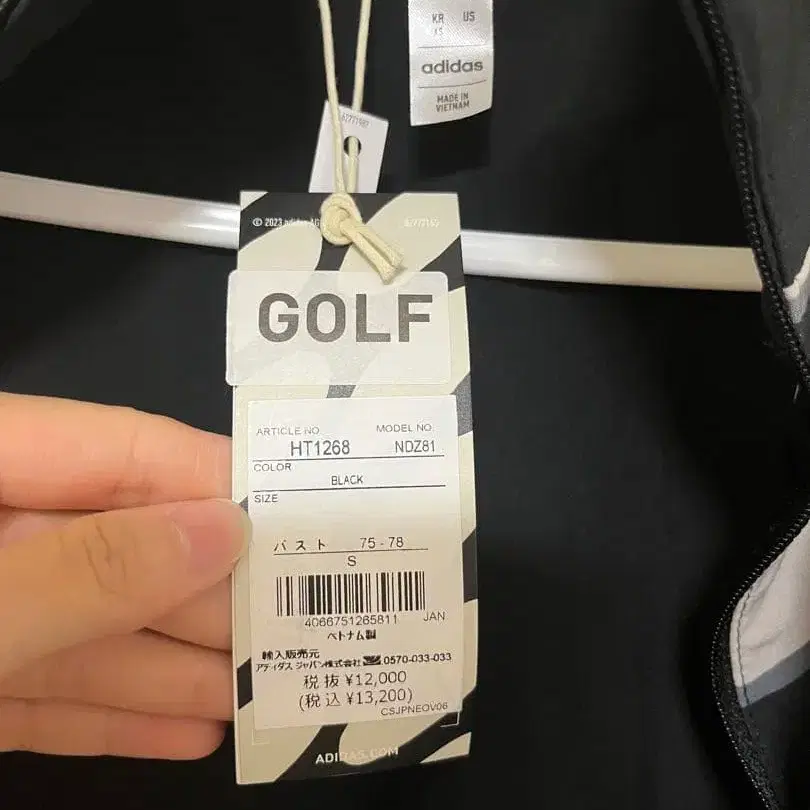 KR US
XS
adidas
MADE IN
VIETNAM
© 2023 adidas AG
GOLF
ARTICLE NO. MODEL NO.
HT1268 NDZ81
COLOR
BLACK
SIZE
バスト 75-78
S
4066751265811 JAN
ベトナム製
輸入販売元
アディダス ジャパン株式会社 0570-033-033
税抜 ¥12,000
(税込 ¥13,200)
CSJPNEOV06
ADIDAS.COM